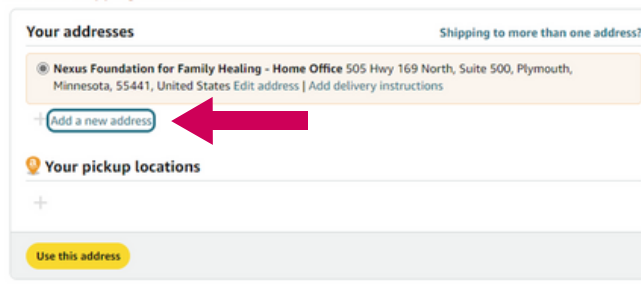 Your addresses
Shipping to more than one address?
Nexus Foundation for Family Healing - Home Office 505 Hwy 169 North, Suite 500, Plymouth,
Minnesota, 55441, United States Edit address | Add delivery instructions
Add a new address
Your pickup locations
Use this address